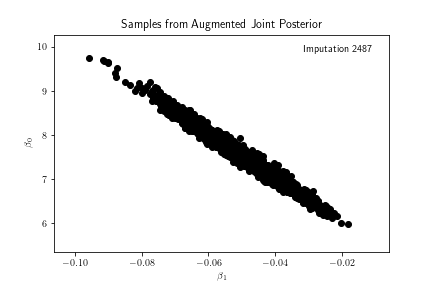 Samples from Augmented Joint Posterior
Imputation 2487
10
9
8
7
6
β0
−0.10 −0.08 −0.06 −0.04 −0.02
β1